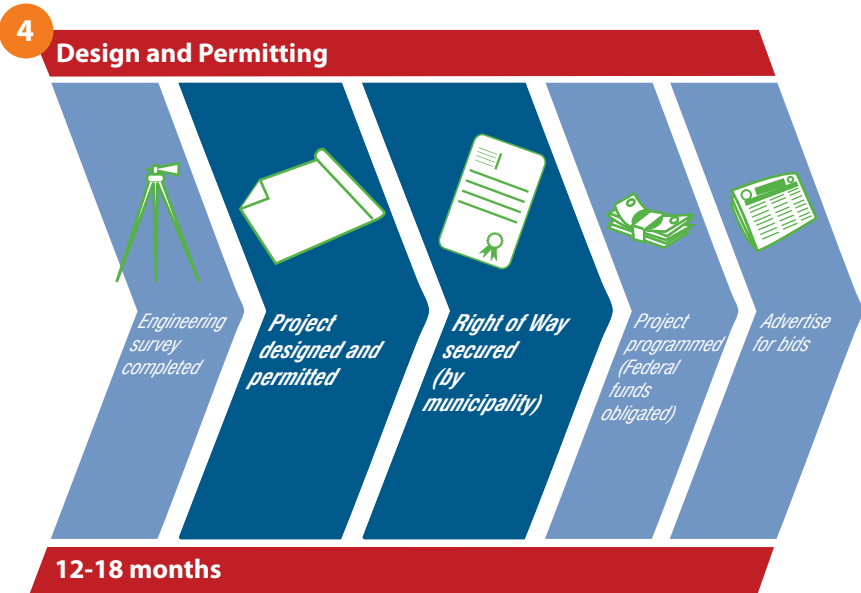 4
Design and Permitting
Engineering
survey
completed
Project
designed and
permitted
Right of Way
secured
(by
municipality)
Project
programmed
(Federal
funds
obligated)
Advertise
for bids
12-18 months